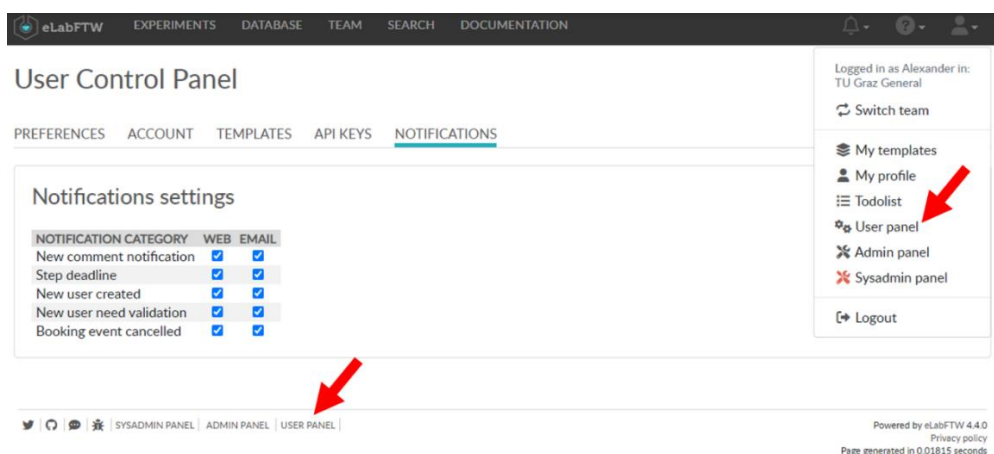 eLabFTW EXPERIMENTS DATABASE TEAM SEARCH DOCUMENTATION
User Control Panel
PREFERENCES ACCOUNT TEMPLATES API KEYS NOTIFICATIONS
Notifications settings
NOTIFICATION CATEGORY WEB EMAIL
New comment notification
Step deadline
New user created
New user need validation
Booking event cancelled
Logged in as Alexander in:
TU Graz General
Switch team
My templates
My profile
Todolist
User panel
Admin panel
Sysadmin panel
Logout
SYSADMIN PANEL | ADMIN PANEL | USER PANEL |
Powered by eLabFTW 4.4.0
Privacy policy
Page generated in 0.01815 seconds